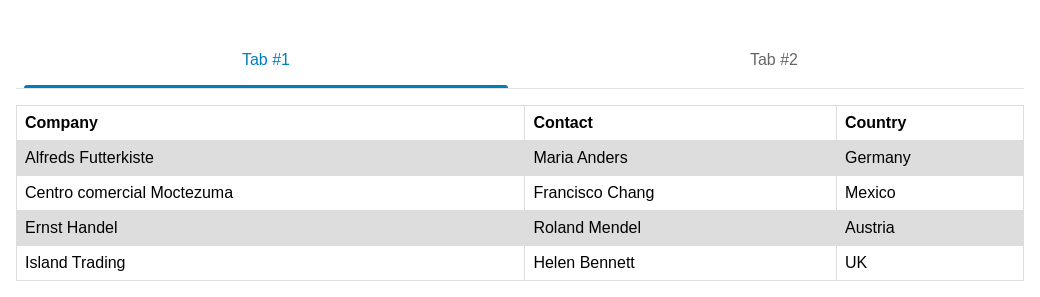 Tab #1 Tab #2
Company Contact Country
Alfreds Futterkiste Maria Anders Germany
Centro comercial Moctezuma Francisco Chang Mexico
Ernst Handel Roland Mendel Austria
Island Trading Helen Bennett UK